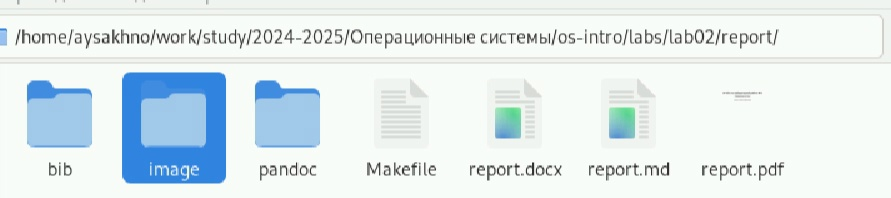 /home/aysakhno/work/study/2024-2025/Операционные системы/os-intro/labs/lab02/report/
bib image pandoc Makefile report.docx report.md report.pdf